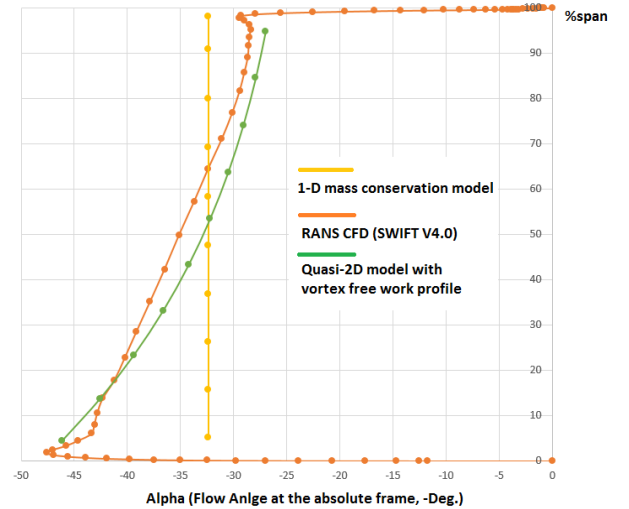 100
%span
90
80
70
60
50
40
30
20
10
0
1-D mass conservation model
RANS CFD (SWIFT V4.0)
Quasi-2D model with
vortex free work profile
-50 -45 -40 -35 -30 -25 -20 -15 -10 -5 0
Alpha (Flow Anlge at the absolute frame, -Deg.)